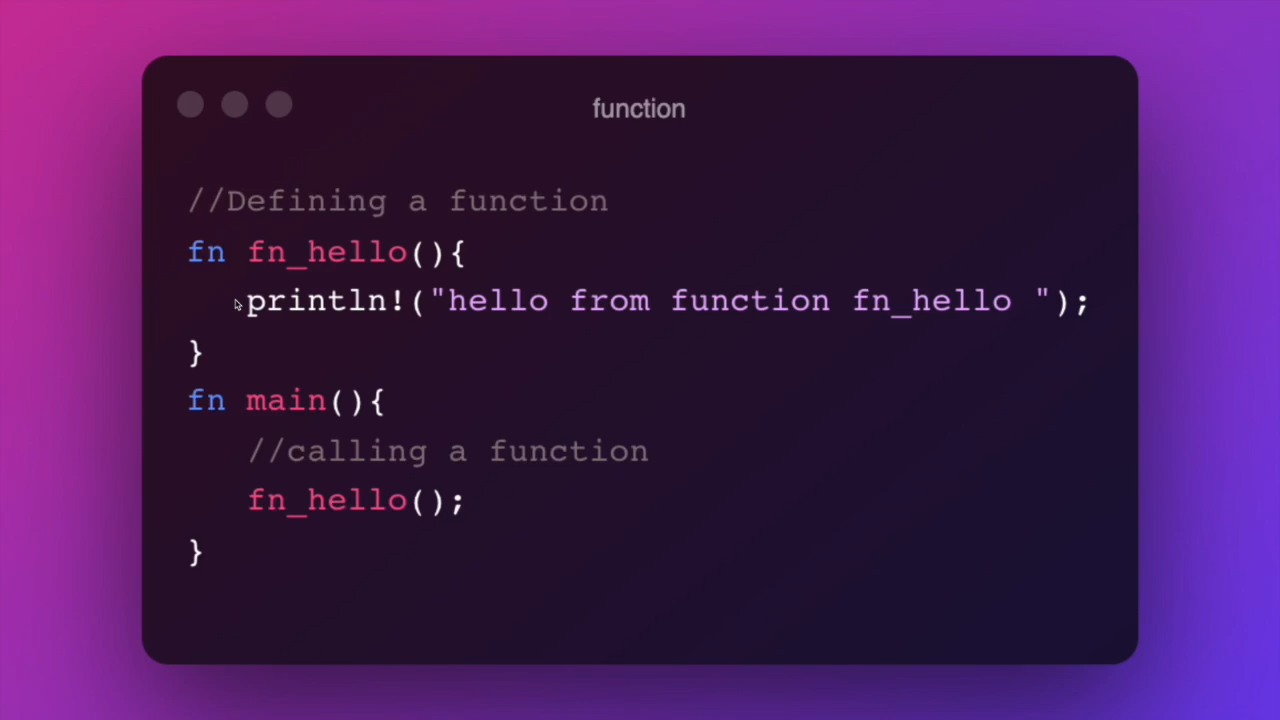 function
//Defining a function
fn fn_hello(){
println!("hello from function fn_hello ");
}
fn main(){
//calling a function
fn_hello();
}